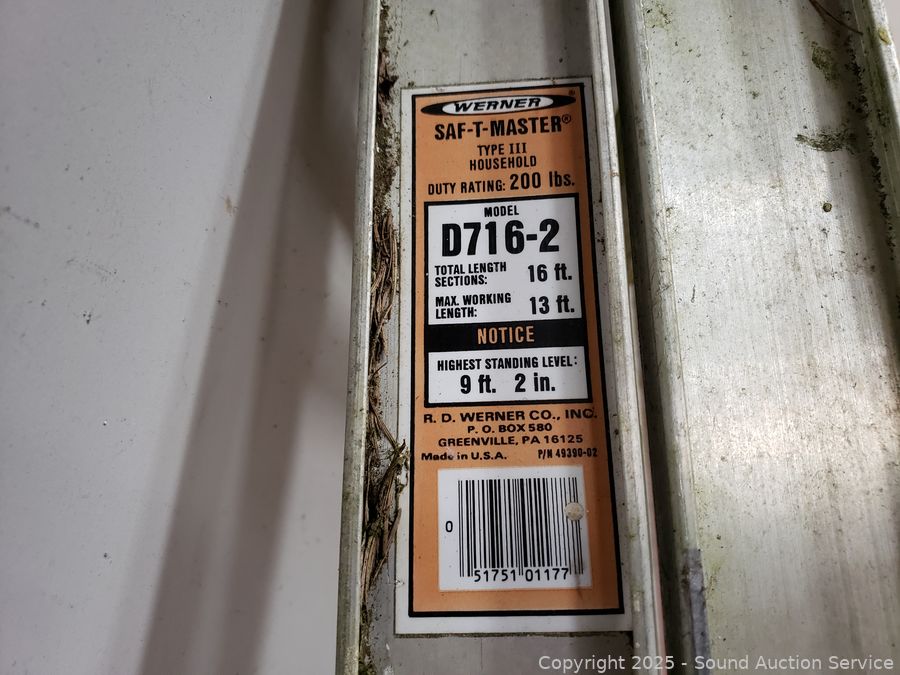 WERNER®
SAF-T-MASTER®
TYPE III
HOUSEHOLD
DUTY RATING: 200 lbs.
MODEL
D716-2
TOTAL LENGTH SECTIONS: 16 ft.
MAX. WORKING LENGTH: 13 ft.
NOTICE
HIGHEST STANDING LEVEL:
9 ft. 2 in.
R. D. WERNER CO., INC.
P. O. BOX 580
GREENVILLE, PA 16125
Made in U.S.A. P/N 49390-02
0 51751 01177
Copyright 2025 - Sound Auction Service